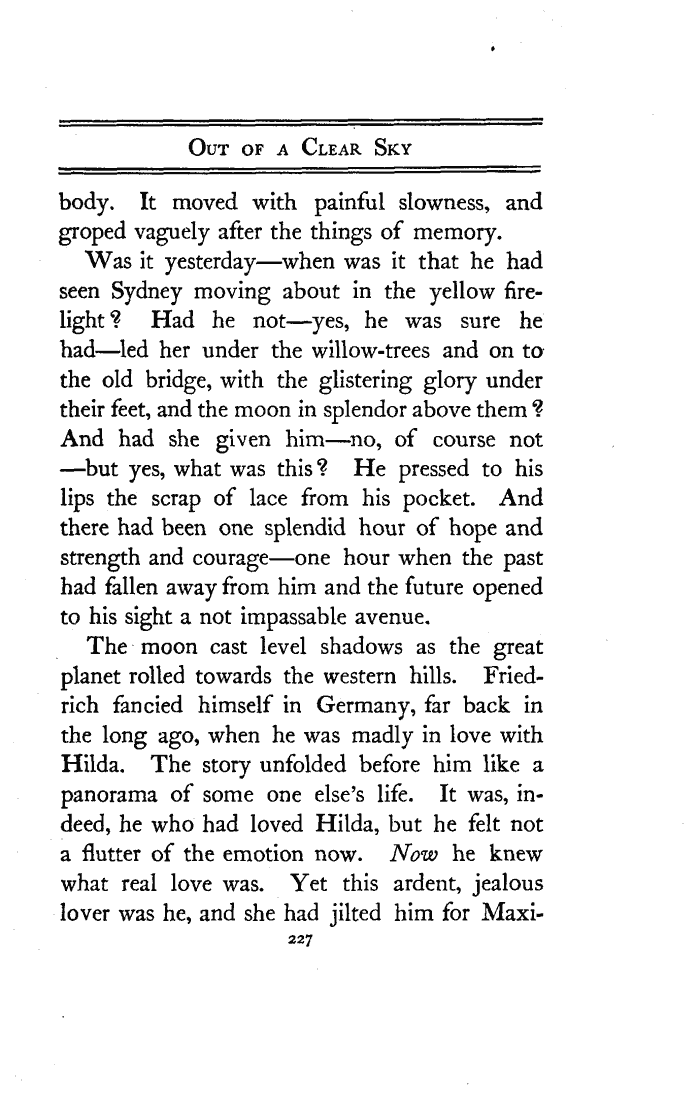 Out of a Clear Sky
body. It moved with painful slowness, and
groped vaguely after the things of memory.
Was it yesterday—when was it that he had
seen Sydney moving about in the yellow fire-
light? Had he not—yes, he was sure he
had—led her under the willow-trees and on to
the old bridge, with the glistering glory under
their feet, and the moon in splendor above them?
And had she given him—no, of course not
—but yes, what was this? He pressed to his
lips the scrap of lace from his pocket. And
there had been one splendid hour of hope and
strength and courage—one hour when the past
had fallen away from him and the future opened
to his sight a not impassable avenue.
The moon cast level shadows as the great
planet rolled towards the western hills. Fried-
rich fancied himself in Germany, far back in
the long ago, when he was madly in love with
Hilda. The story unfolded before him like a
panorama of some one else's life. It was, in-
deed, he who had loved Hilda, but he felt not
a flutter of the emotion now. Now he knew
what real love was. Yet this ardent, jealous
lover was he, and she had jilted him for Maxi-
227